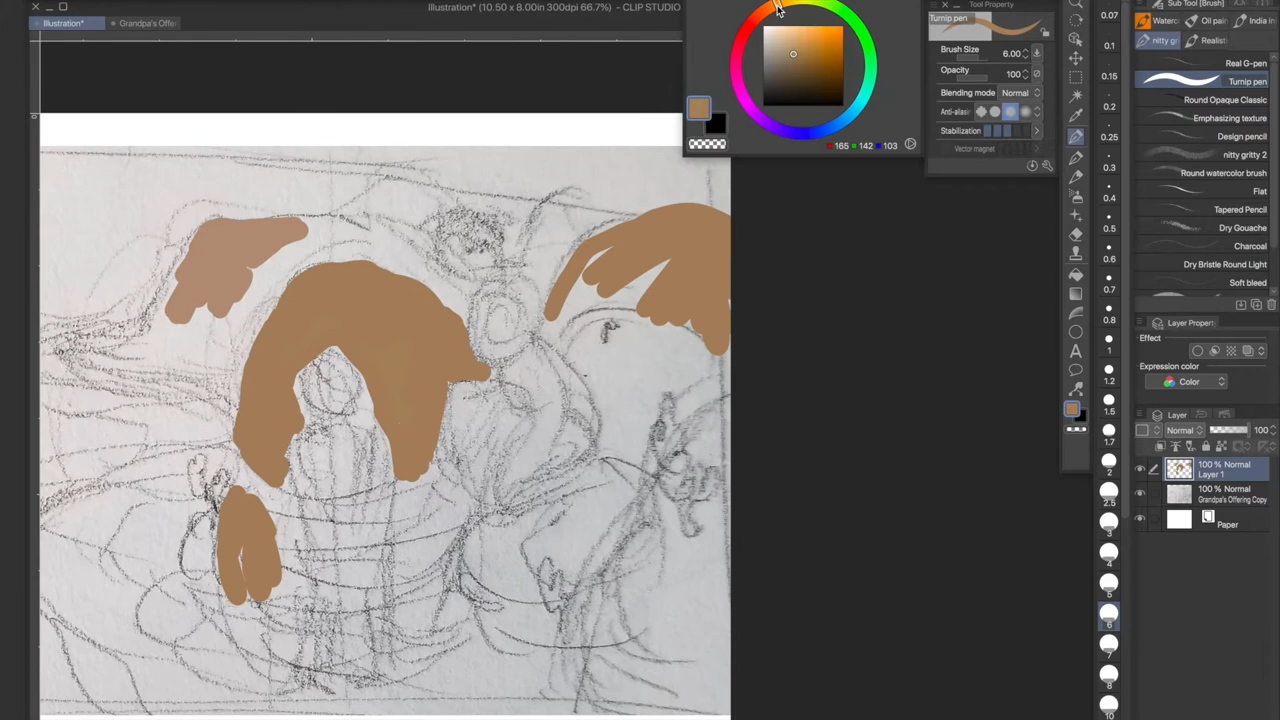 Illustration* (10.50 x 8.00in 300dpi 66.7%) - CLIP STUDIO
Illustration*
Grandpa's Offe
0
165 142 103
Tool Property
Turnip pen
Brush Size 6.00
Opacity 100
Blending mode Normal
Anti-alias
Stabilization
Vector magnet
0.07
0.1
0.15
0.2
0.25
0.3
0.4
0.5
0.6
0.7
0.8
1
1.2
1.5
1.7
2
2.5
3
4
5
6
7
8
10
Sub Tool [Brush]
Waterc Oil pain India in
nitty gr Realist
Real G-pen
Turnip pen
Round Opaque Classic
Emphasizing texture
Design pencil
nitty gritty 2
Round watercolor brush
Flat
Tapered Pencil
Dry Gouache
Charcoal
Dry Bristle Round Light
Soft bleed
Layer Property
Effect
Expression color
Color
Layer
Normal 100
100 % Normal
Layer 1
100 % Normal
Grandpa's Offering Copy
Paper